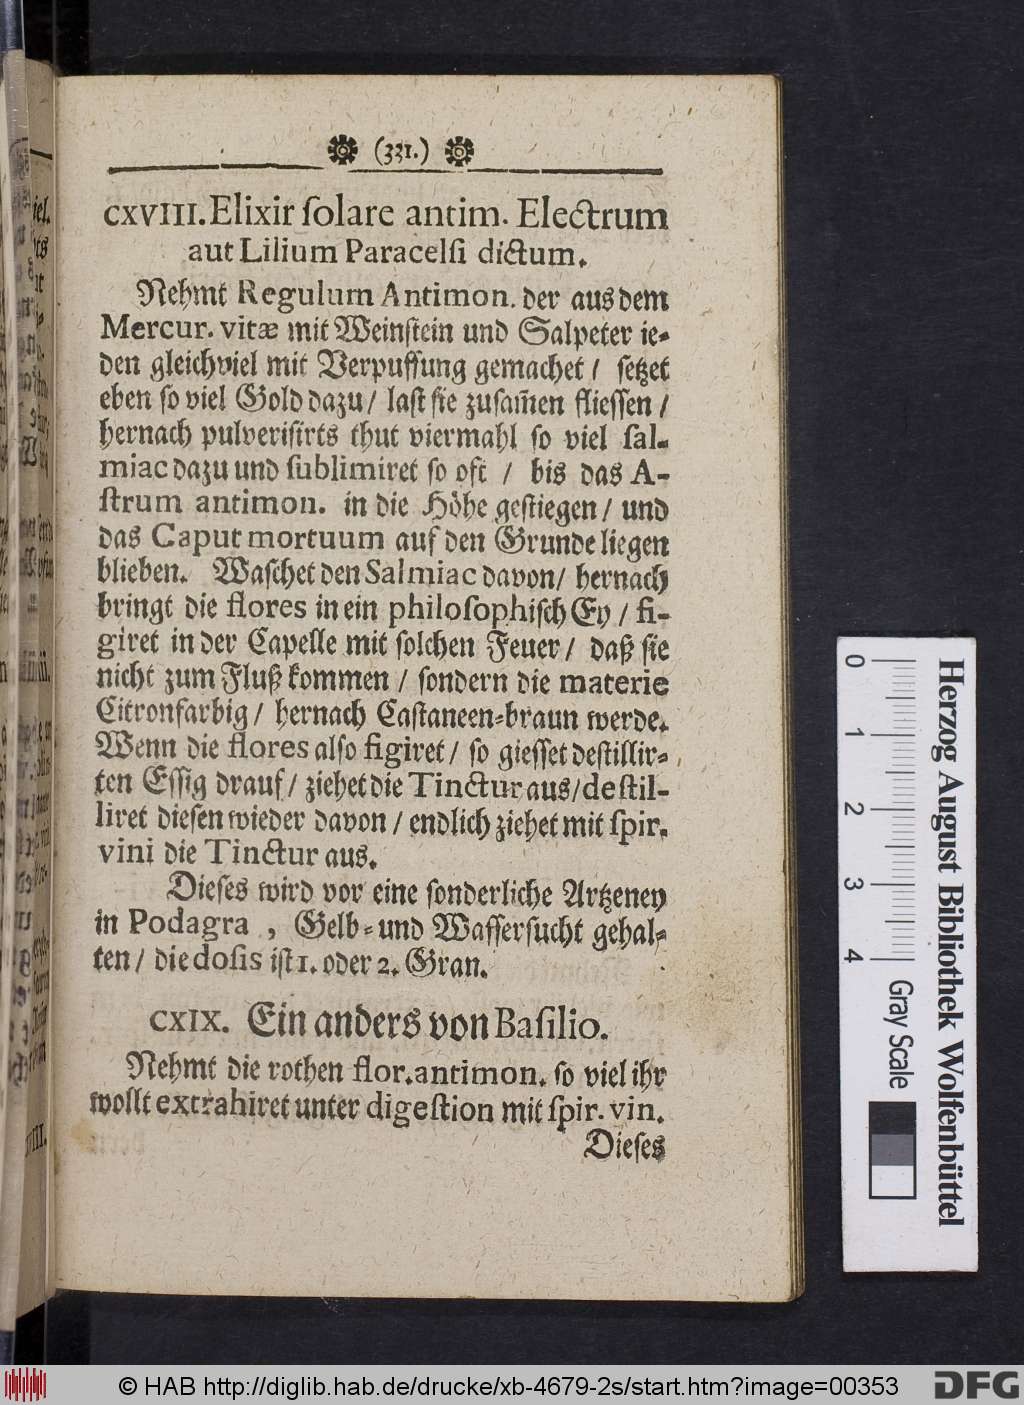 (331.)
CXVIII. Elixir ſolare antim. Electrum
aut Lilium Paracelſi dictum.
Nehmt Regulum Antimon. der aus dem
Mercur. vitæ mit Weinſtein und Salpeter ie-
den gleichviel mit Verpuffung gemachet / ſetzet
eben ſo viel Gold dazu / laſt ſie zuſam̃en flieſſen /
hernach pulveriſirts thut viermahl ſo viel ſal-
miac dazu und ſublimiret ſo oft / bis das A-
ſtrum antimon. in die Höhe geſtiegen / und
das Caput mortuum auf den Grunde liegen
blieben. Waſchet den Salmiac davon / hernach
bringt die flores in ein philoſophiſch Ey / fi-
giret in der Capelle mit ſolchen Feuer / daß ſie
nicht zum Fluß kommen / ſondern die materie
Citronfarbig / hernach Caſtaneen-braun werde.
Wenn die flores alſo figiret / ſo gieſſet deſtillir-
ten Eſſig drauf / ziehet die Tinctur aus / deſtil-
liret dieſen wieder davon / endlich ziehet mit ſpir.
vini die Tinctur aus.
Dieſes wird vor eine ſonderliche Artzeney
in Podagra , Gelb- und Waſſerſucht gehal-
ten / die doſis iſt 1. oder 2. Gran.
CXIX. Ein anders von Baſilio.
Nehmt die rothen flor. antimon. ſo viel ihr
wollt extrahiret unter digeſtion mit ſpir. vin.
Dieſes
Herzog August Bibliothek Wolfenbüttel
0 1 2 3 4 Gray Scale
© HAB http://diglib.hab.de/drucke/xb-4679-2s/start.htm?image=00353
DFG